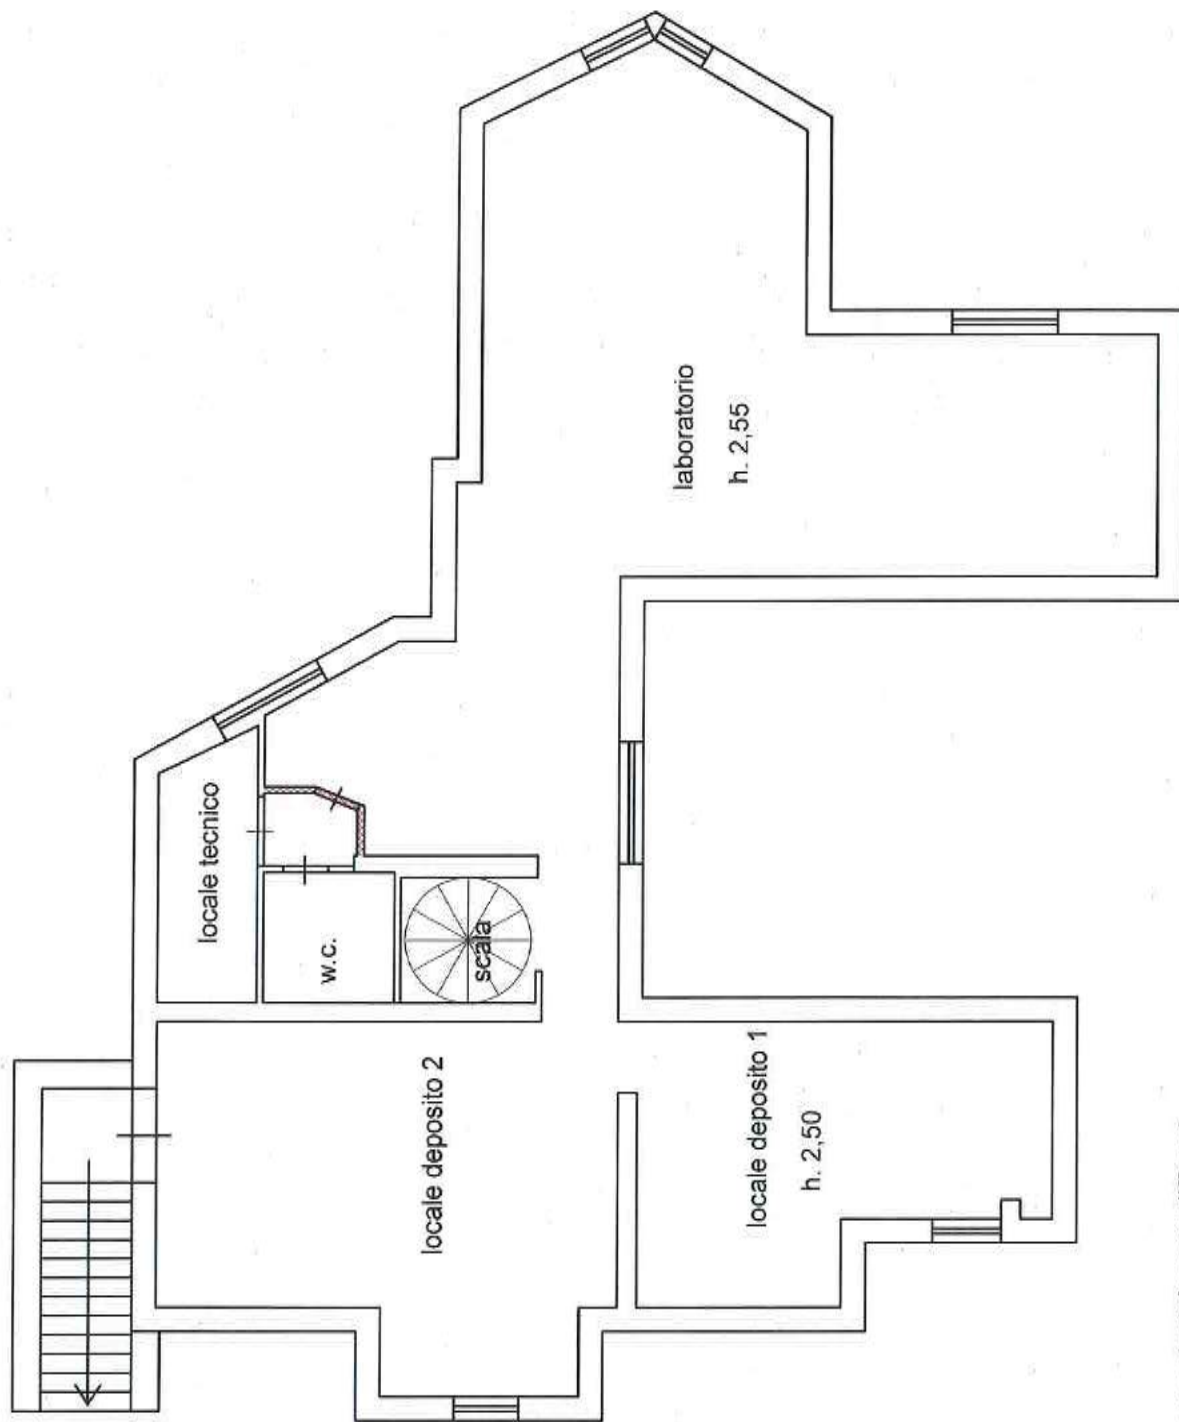 laboratorio
h. 2,55
locale tecnico
w.c.
scala
locale deposito 2
locale deposito 1
h. 2,50